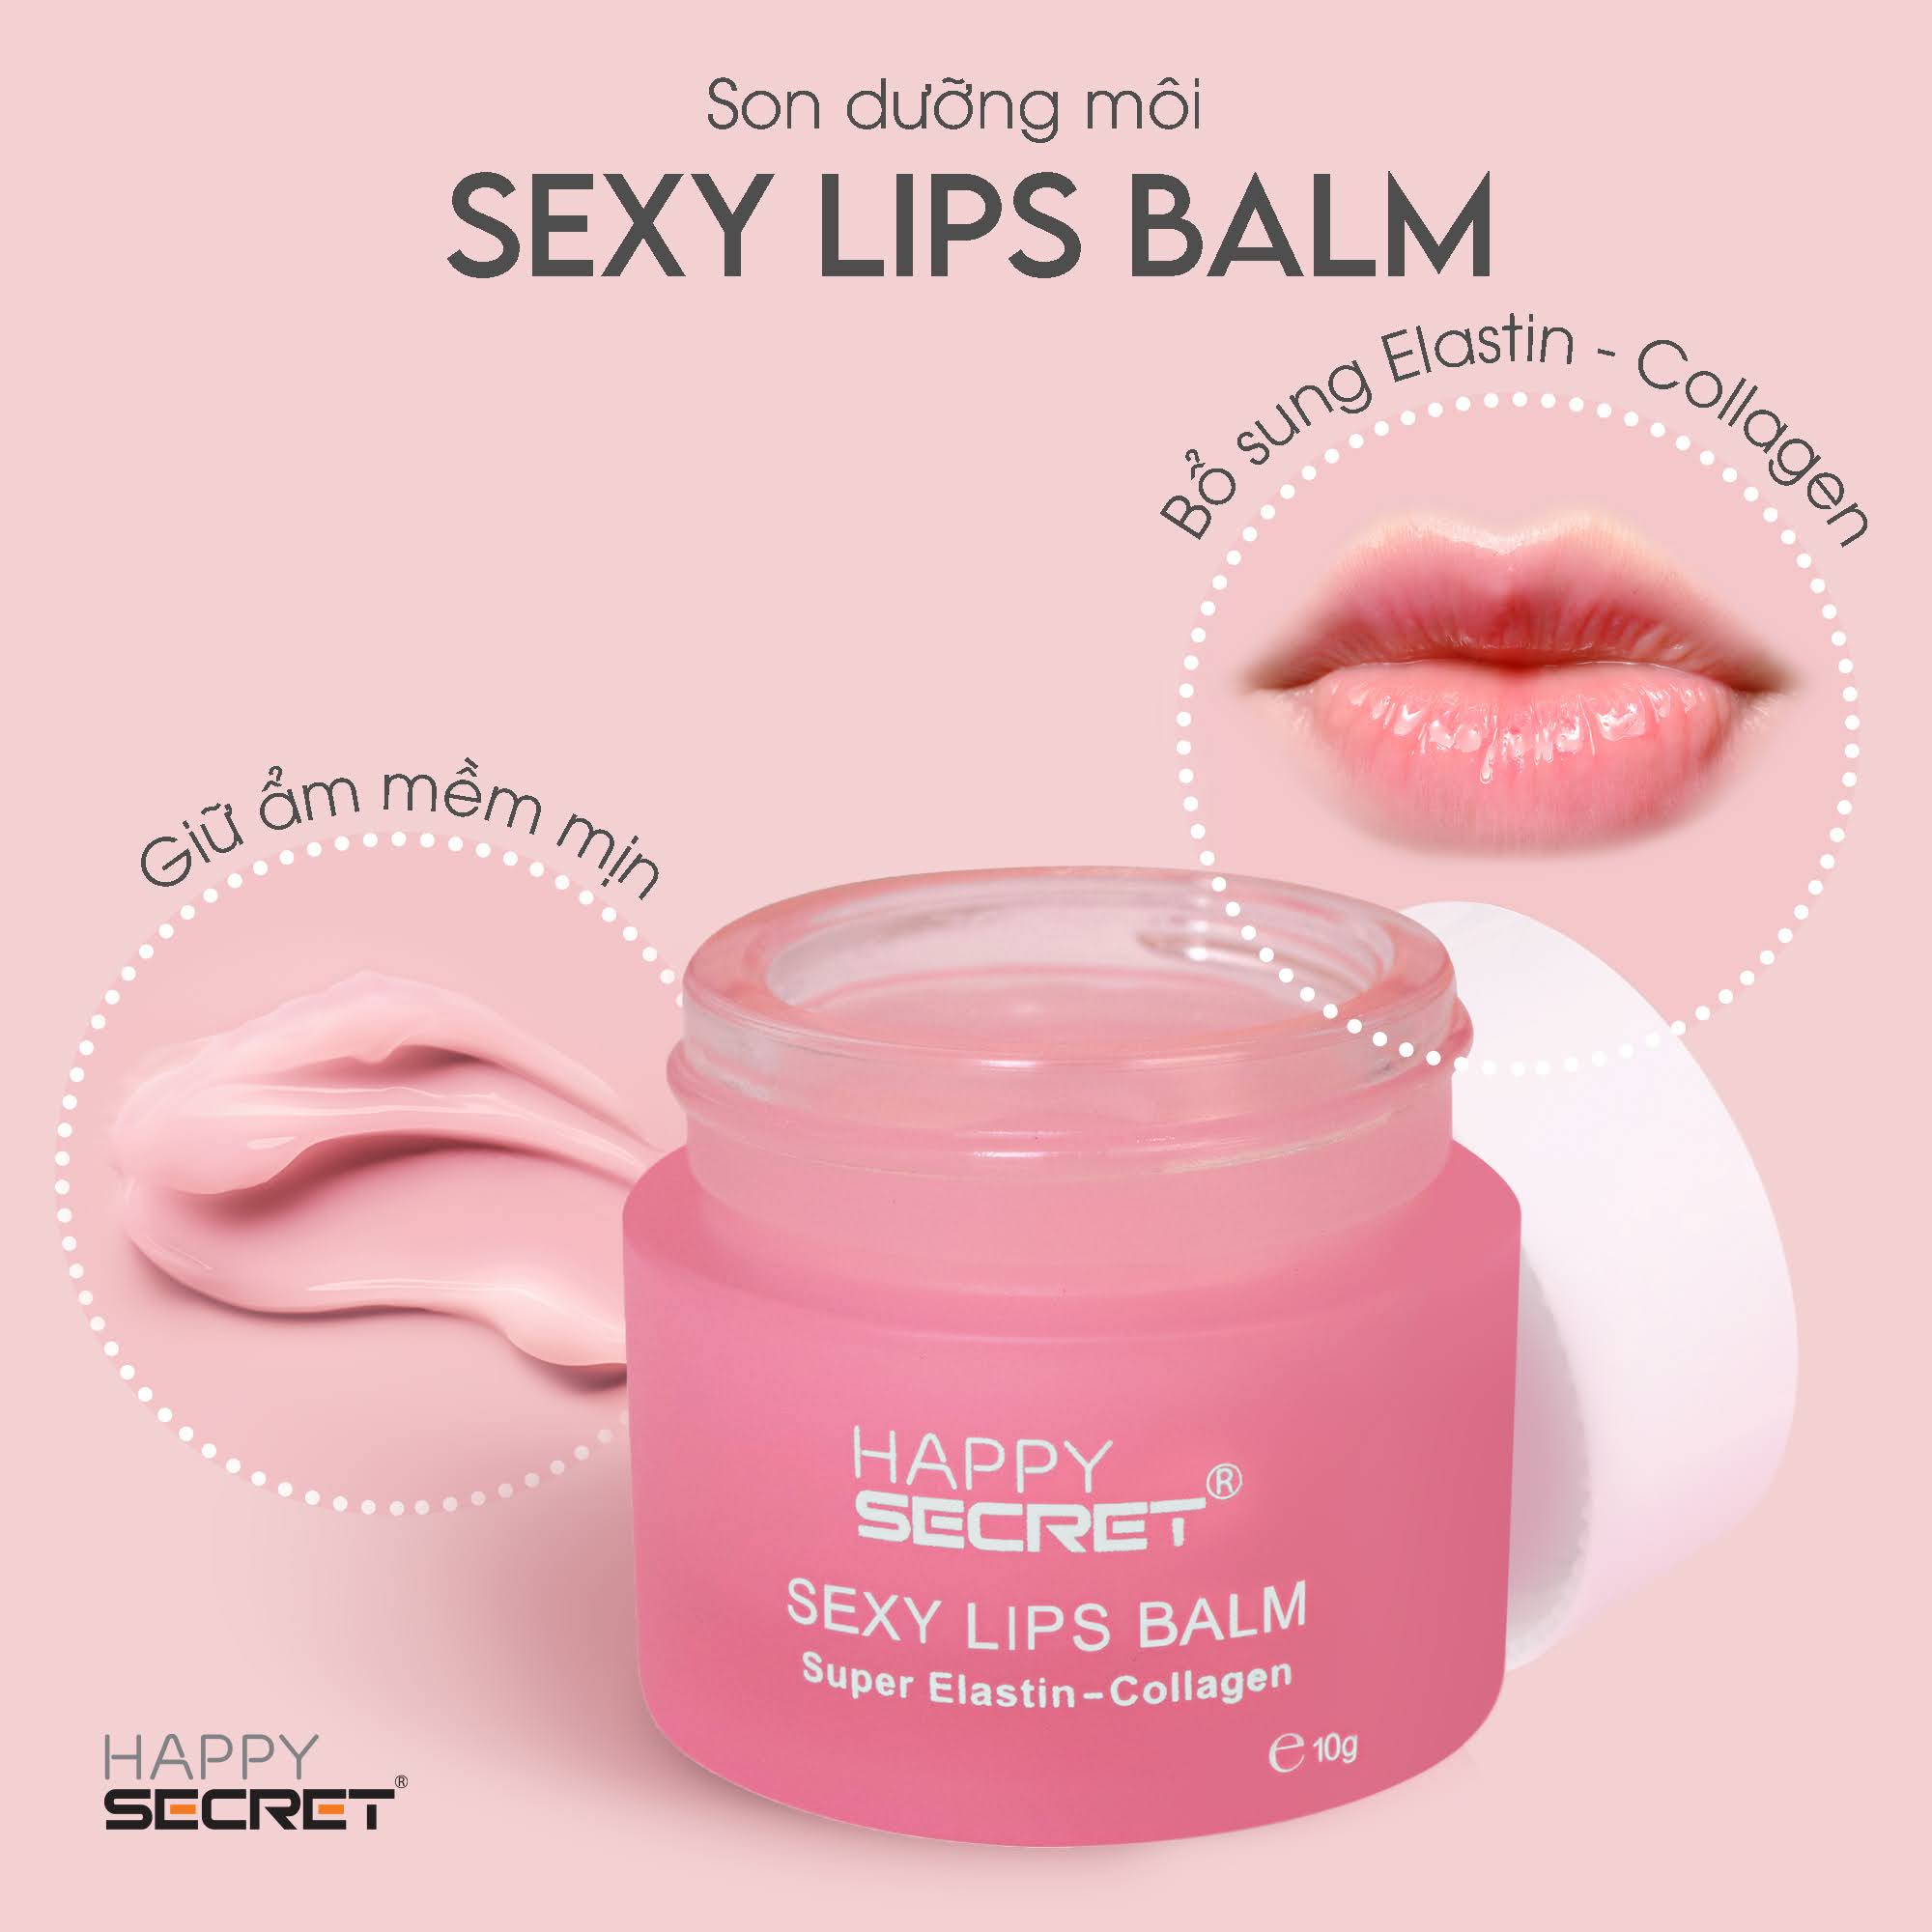 Son dưỡng môi
SEXY LIPS BALM
Bổ sung Elastin - Collagen
Giữ ẩm mềm mịn
HAPPY
SECRET®
SEXY LIPS BALM
Super Elastin-Collagen
℮ 10g
HAPPY
SECRET®